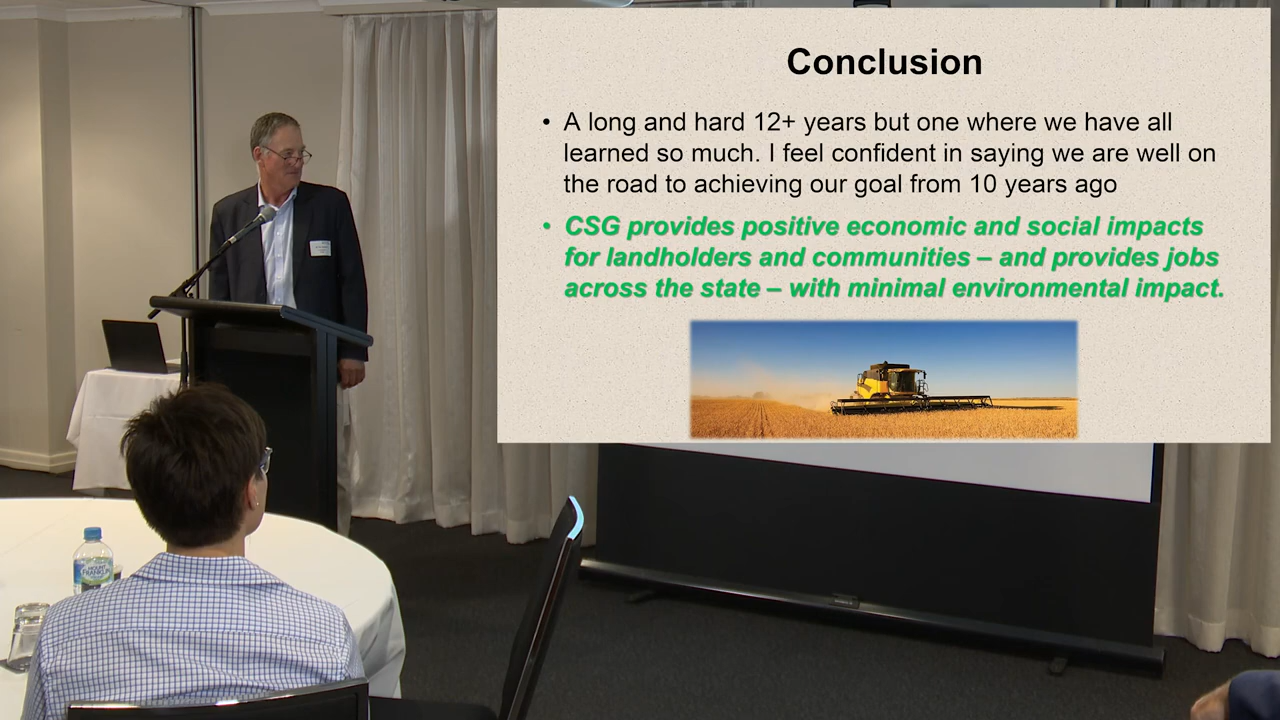 Conclusion
• A long and hard 12+ years but one where we have all
learned so much. I feel confident in saying we are well on
the road to achieving our goal from 10 years ago
• CSG provides positive economic and social impacts
for landholders and communities – and provides jobs
across the state – with minimal environmental impact.
MOUNT
FRANKLIN